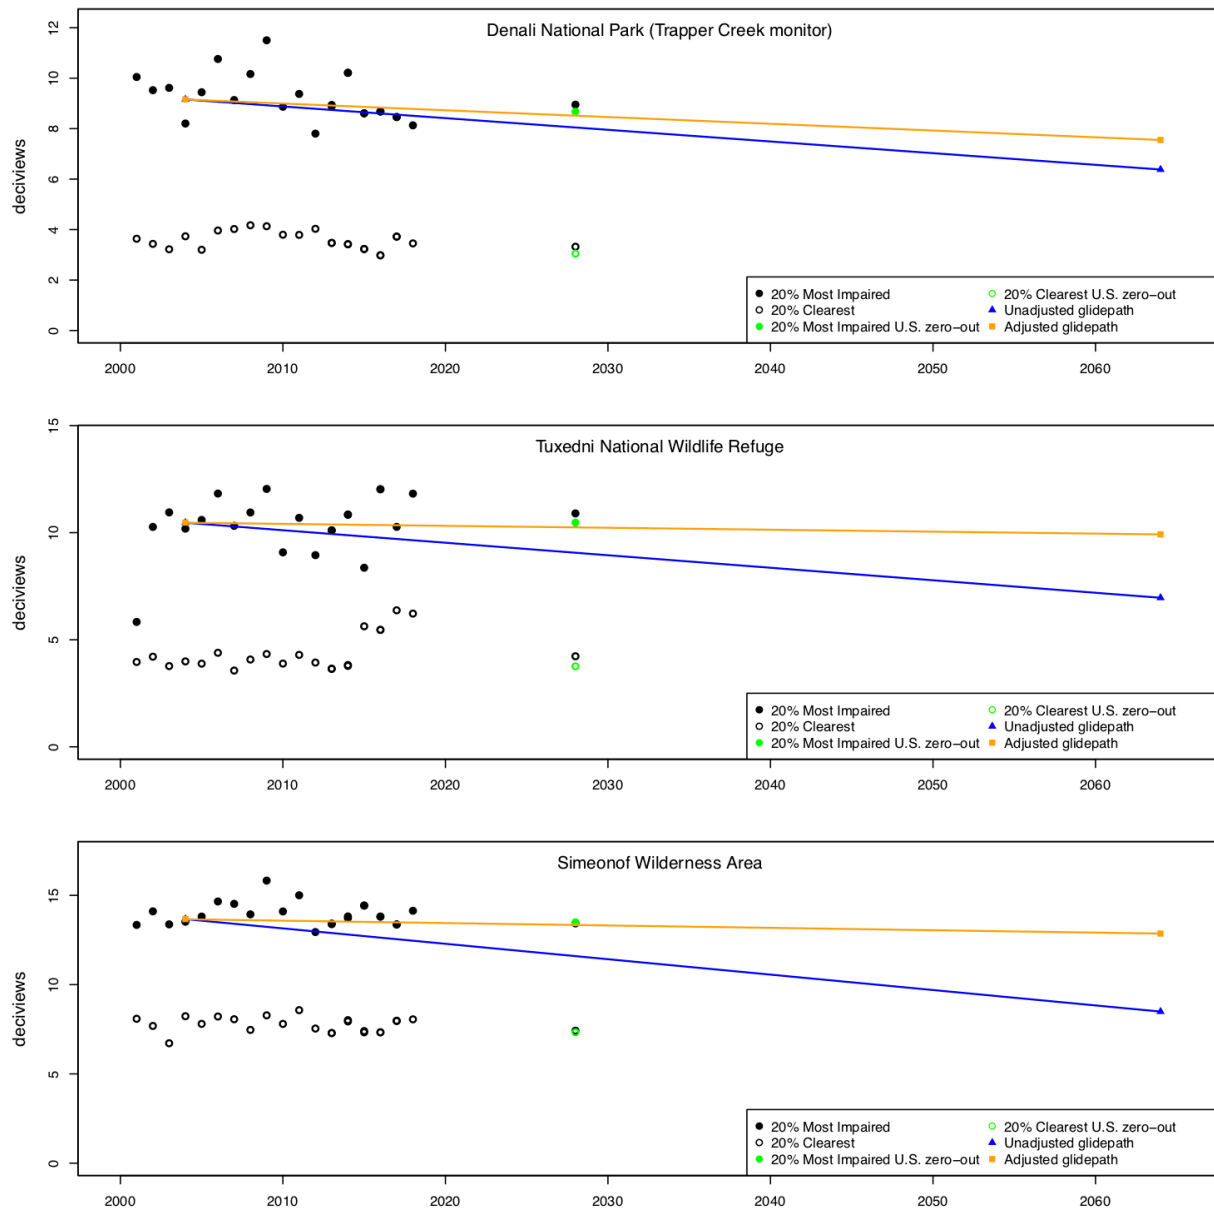 Denali National Park (Trapper Creek monitor)
deciviews
12
10
8
6
4
2
0
20% Most Impaired
20% Clearest
20% Most Impaired U.S. zero−out
20% Clearest U.S. zero−out
Unadjusted glidepath
Adjusted glidepath
2000 2010 2020 2030 2040 2050 2060
Tuxedni National Wildlife Refuge
deciviews
15
10
5
0
20% Most Impaired
20% Clearest
20% Most Impaired U.S. zero−out
20% Clearest U.S. zero−out
Unadjusted glidepath
Adjusted glidepath
2000 2010 2020 2030 2040 2050 2060
Simeonof Wilderness Area
deciviews
15
10
5
0
20% Most Impaired
20% Clearest
20% Most Impaired U.S. zero−out
20% Clearest U.S. zero−out
Unadjusted glidepath
Adjusted glidepath
2000 2010 2020 2030 2040 2050 2060